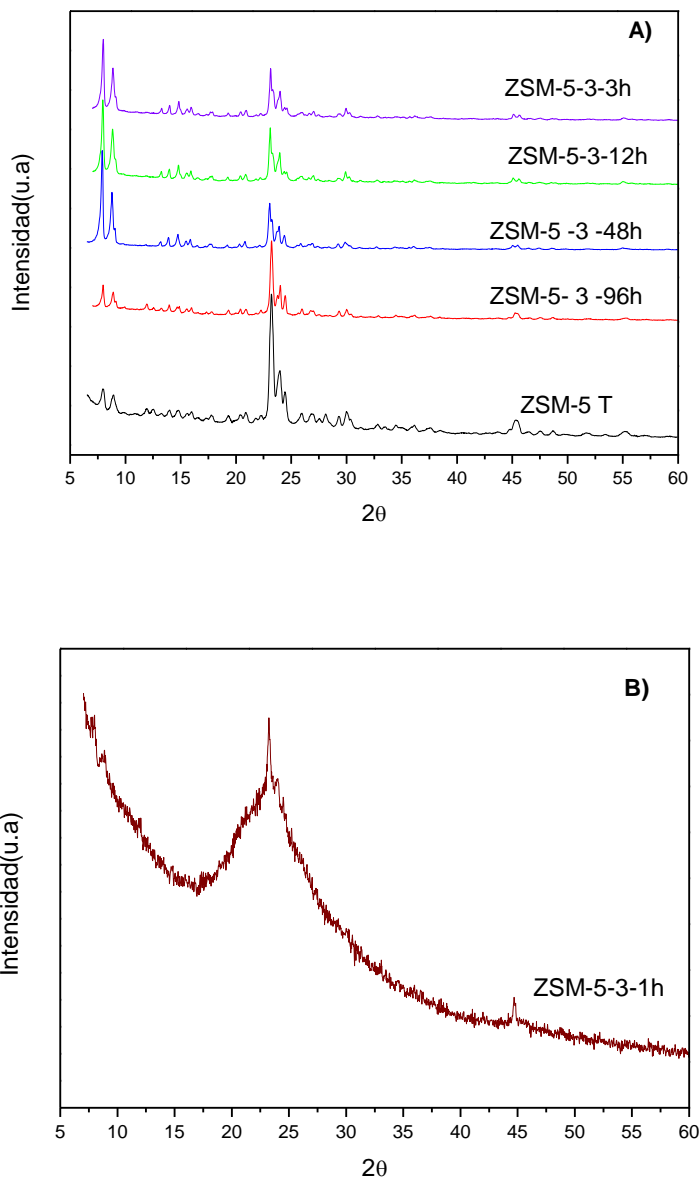 A)
ZSM-5-3-3h
ZSM-5-3-12h
ZSM-5 -3 -48h
ZSM-5- 3 -96h
ZSM-5 T
Intensidad(u.a)
5 10 15 20 25 30 35 40 45 50 55 60
2θ
B)
ZSM-5-3-1h
Intensidad(u.a)
5 10 15 20 25 30 35 40 45 50 55 60
2θ